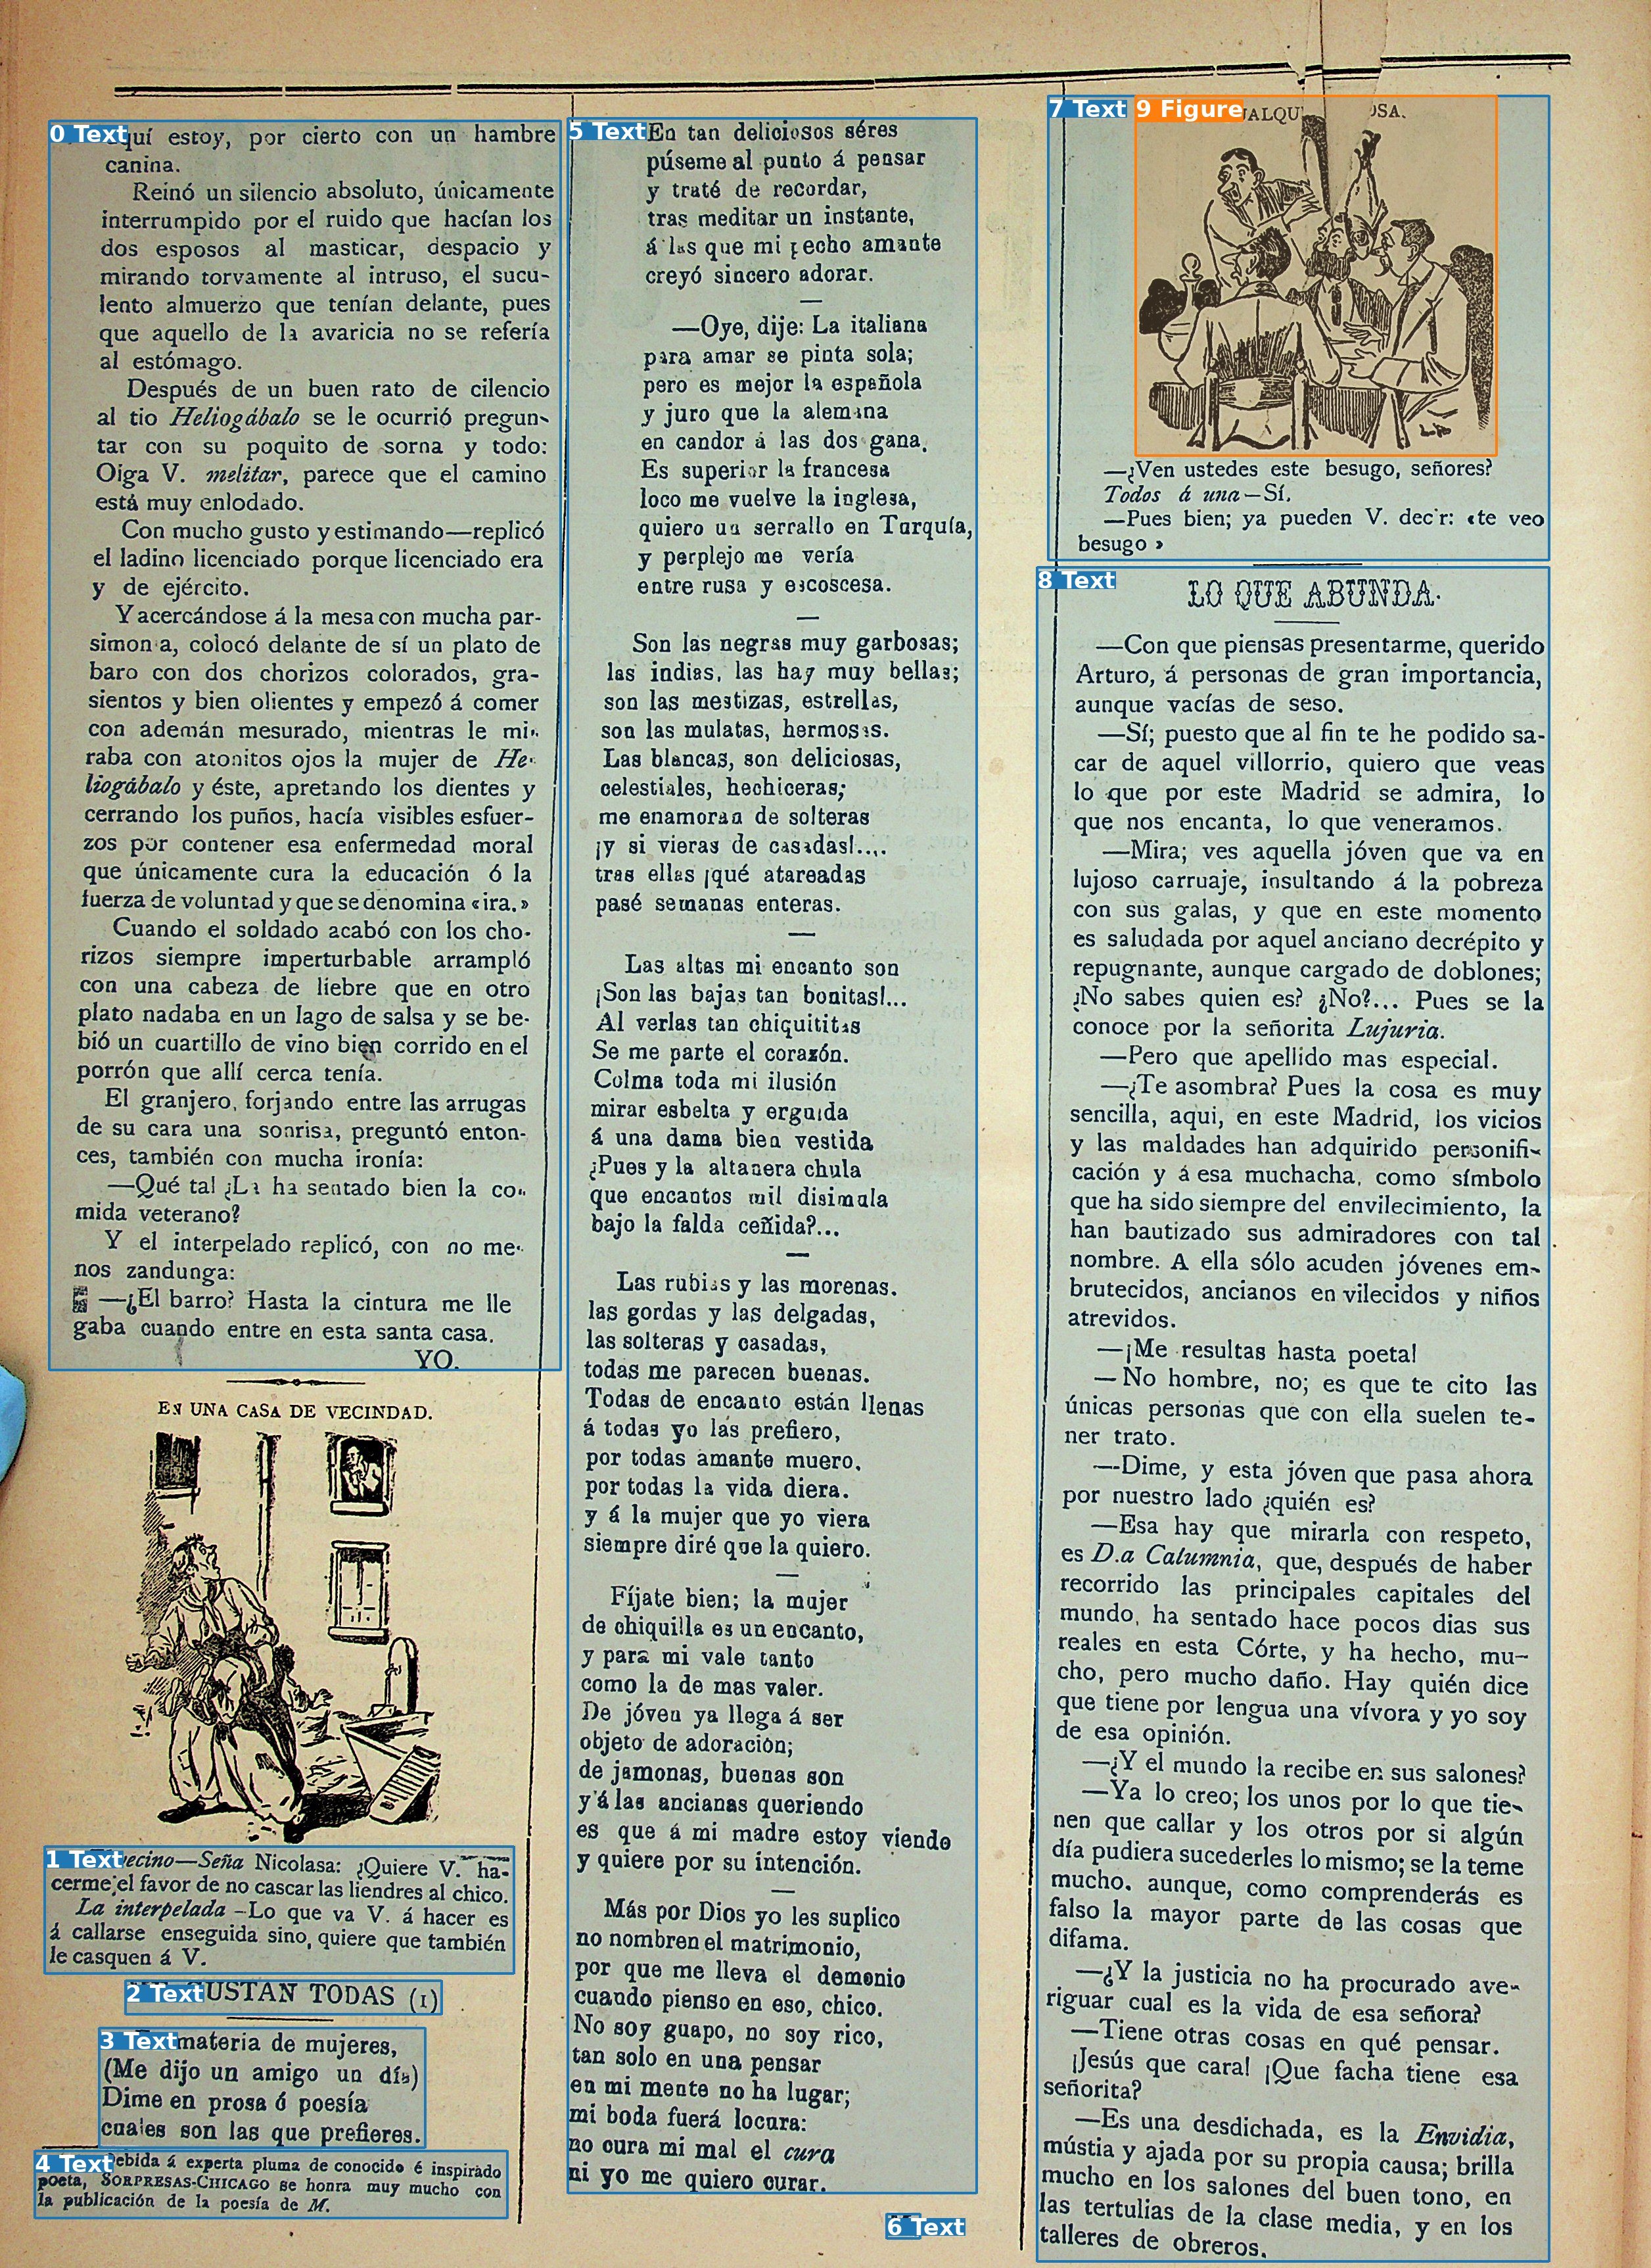 quí estoy, por cierto con un hambre
canina.
Reinó un silencio absoluto, únicamente
interrumpido por el ruido que hacían los
dos esposos al masticar, despacio y
mirando torvamente al intruso, el sucu-
lento almuerzo que tenían delante, pues
que aquello de la avaricia no se refería
al estómago.
Después de un buen rato de cilencio
al tio Heliogábalo se le ocurrió pregun-
tar con su poquito de sorna y todo:
Oiga V. melitar, parece que el camino
está muy enlodado.
Con mucho gusto y estimando—replicó
el ladino licenciado porque licenciado era
y de ejército.
Y acercándose á la mesa con mucha par-
simon a, colocó delante de sí un plato de
baro con dos chorizos colorados, gra-
sientos y bien olientes y empezó á comer
con ademán mesurado, mientras le mi-
raba con atonitos ojos la mujer de He-
liogábalo y éste, apretando los dientes y
cerrando los puños, hacía visibles esfuer-
zos por contener esa enfermedad moral
que únicamente cura la educación ó la
fuerza de voluntad y que se denomina «ira.»
Cuando el soldado acabó con los cho-
rizos siempre imperturbable arrampló
con una cabeza de liebre que en otro
plato nadaba en un lago de salsa y se be-
bió un cuartillo de vino bien corrido en el
porrón que allí cerca tenía.
El granjero, forjando entre las arrugas
de su cara una sonrisa, preguntó enton-
ces, también con mucha ironía:
—Qué tal ¿La ha sentado bien la co-
mida veterano?
Y el interpelado replicó, con no me-
nos zandunga:
—¿El barro? Hasta la cintura me lle
gaba cuando entre en esta santa casa.
YO.
EN UNA CASA DE VECINDAD.
ecino—Seña Nicolasa: ¿Quiere V. ha-
cerme el favor de no cascar las liendres al chico.
La interpelada —Lo que va V. á hacer es
á callarse enseguida sino, quiere que también
le casquen á V.
USTAN TODAS (1)
materia de mujeres,
(Me dijo un amigo un día)
Dime en prosa ó poesía
cuales son las que prefieres.
ebida á experta pluma de conocido é inspirado
poeta, SORPRESAS-CHICAGO se honra muy mucho con
la publicación de la poesía de M.
En tan deliciosos séres
púseme al punto á pensar
y traté de recordar,
tras meditar un instante,
á las que mi pecho amante
creyó sincero adorar.
—Oye, dije: La italiana
para amar se pinta sola;
pero es mejor la española
y juro que la alemana
en candor á las dos gana.
Es superior la francesa
loco me vuelve la inglesa,
quiero un serrallo en Turquía,
y perplejo me vería
entre rusa y escoscesa.
Son las negras muy garbosas;
las indias, las hay muy bellas;
son las mestizas, estrellas,
son las mulatas, hermosas.
Las blancas, son deliciosas,
celestiales, hechiceras;
me enamoran de solteras
¡y si vieras de casadas!....
tras ellas ¡qué atareadas
pasé semanas enteras.
Las altas mi encanto son
¡Son las bajas tan bonitas!...
Al verlas tan chiquititas
Se me parte el corazón.
Colma toda mi ilusión
mirar esbelta y erguida
á una dama bien vestida
¿Pues y la altanera chula
que encantos mil disimula
bajo la falda ceñida?...
Las rubias y las morenas.
las gordas y las delgadas,
las solteras y casadas,
todas me parecen buenas.
Todas de encanto están llenas
á todas yo las prefiero,
por todas amante muero.
por todas la vida diera.
y á la mujer que yo viera
siempre diré que la quiero.
Fíjate bien; la mujer
de chiquilla es un encanto,
y para mi vale tanto
como la de mas valer.
De jóven ya llega á ser
objeto de adoración;
de jamonas, buenas son
y á las ancianas queriendo
es que á mi madre estoy viendo
y quiere por su intención.
Más por Dios yo les suplico
no nombren el matrimonio,
por que me lleva el demonio
cuando pienso en eso, chico.
No soy guapo, no soy rico,
tan solo en una pensar
en mi mente no ha lugar;
mi boda fuerá locura:
no cura mi mal el cura
ni yo me quiero curar.
—¿Ven ustedes este besugo, señores?
Todos á una—Sí.
—Pues bien; ya pueden V. decir: «te veo
besugo »
LO QUE ABUNDA.
—Con que piensas presentarme, querido
Arturo, á personas de gran importancia,
aunque vacías de seso.
—Sí; puesto que al fin te he podido sa-
car de aquel villorrio, quiero que veas
lo que por este Madrid se admira, lo
que nos encanta, lo que veneramos.
—Mira; ves aquella jóven que va en
lujoso carruaje, insultando á la pobreza
con sus galas, y que en este momento
es saludada por aquel anciano decrépito y
repugnante, aunque cargado de doblones;
¿No sabes quien es? ¿No?... Pues se la
conoce por la señorita Lujuria.
—Pero que apellido mas especial.
—¿Te asombra? Pues la cosa es muy
sencilla, aqui, en este Madrid, los vicios
y las maldades han adquirido personifi-
cación y á esa muchacha, como símbolo
que ha sido siempre del envilecimiento, la
han bautizado sus admiradores con tal
nombre. A ella sólo acuden jóvenes em-
brutecidos, ancianos en vilecidos y niños
atrevidos.
—¡Me resultas hasta poeta!
—No hombre, no; es que te cito las
únicas personas que con ella suelen te-
ner trato.
—Dime, y esta jóven que pasa ahora
por nuestro lado ¿quién es?
—Esa hay que mirarla con respeto,
es D.a Calumnia, que, después de haber
recorrido las principales capitales del
mundo, ha sentado hace pocos dias sus
reales en esta Córte, y ha hecho, mu-
cho, pero mucho daño. Hay quién dice
que tiene por lengua una vívora y yo soy
de esa opinión.
—¿Y el mundo la recibe en sus salones?
—Ya lo creo; los unos por lo que tie-
nen que callar y los otros por si algún
día pudiera sucederles lo mismo; se la teme
mucho. aunque, como comprenderás es
falso la mayor parte de las cosas que
difama.
—¿Y la justicia no ha procurado ave-
riguar cual es la vida de esa señora?
—Tiene otras cosas en qué pensar.
¡Jesús que cara! ¡Que facha tiene esa
señorita?
—Es una desdichada, es la Envidia,
mústia y ajada por su propia causa; brilla
mucho en los salones del buen tono, en
las tertulias de la clase media, y en los
talleres de obreros.